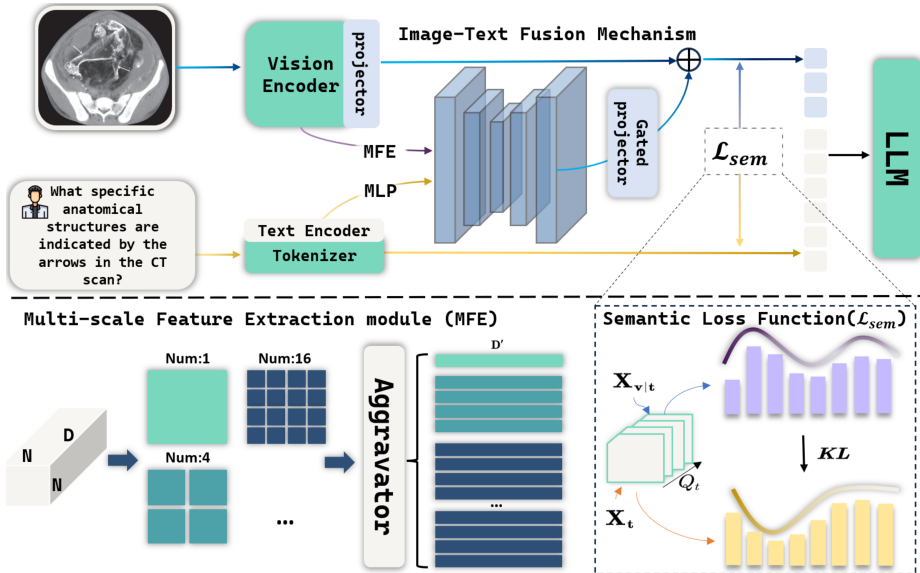 Image-Text Fusion Mechanism
Vision
Encoder
projector
MFE
MLP
Gated
projector
ℒsem
LLM
What specific
anatomical
structures are
indicated by the
arrows in the CT
scan?
Text Encoder
Tokenizer
Multi-scale Feature Extraction module (MFE)
N
D
N
Num:1
Num:16
Num:4
...
Aggravator
D′
...
Semantic Loss Function(ℒsem)
Xv|t
Qt
Xt
KL